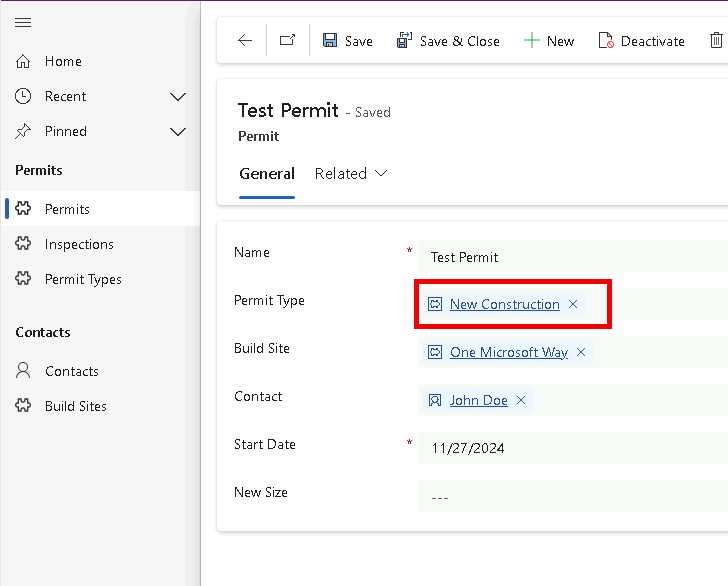 Home
Recent
Pinned
Permits
Permits
Inspections
Permit Types
Contacts
Contacts
Build Sites
Save
Save & Close
New
Deactivate
Test Permit - Saved
Permit
General
Related
Name * Test Permit
Permit Type New Construction
Build Site One Microsoft Way
Contact John Doe
Start Date * 11/27/2024
New Size ---